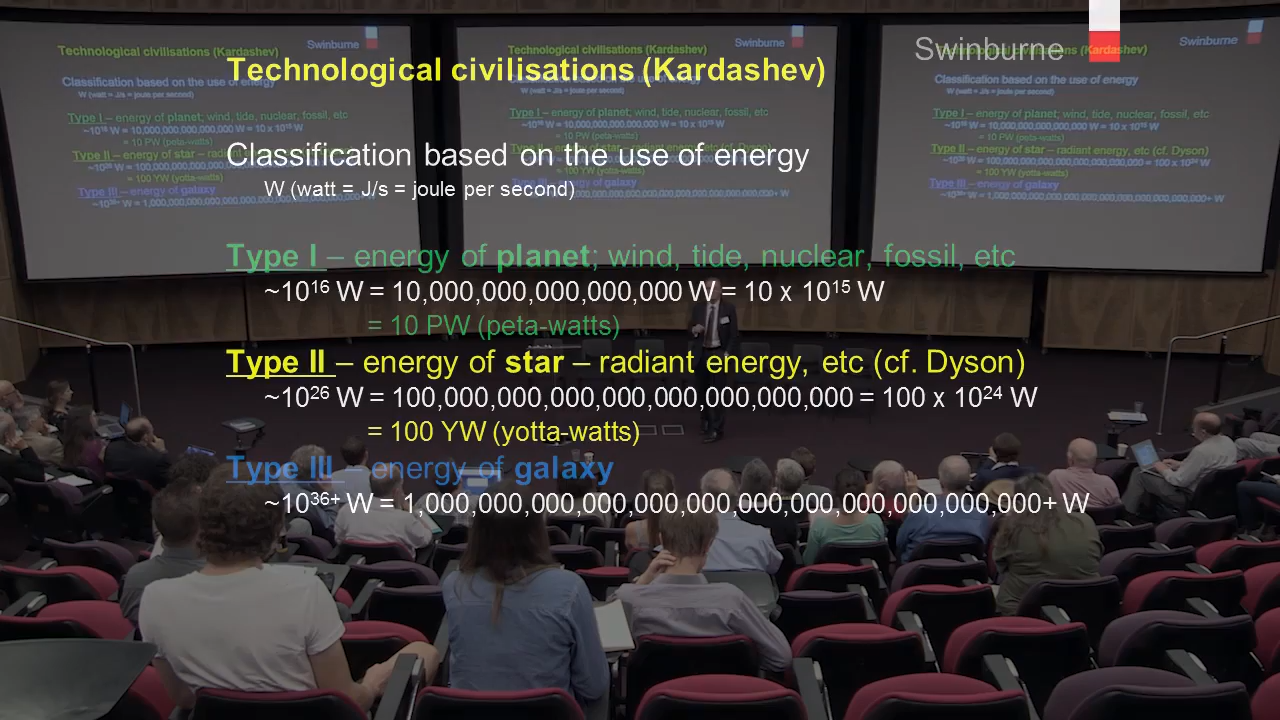 Swinburne
Technological civilisations (Kardashev)
Classification based on the use of energy
W (watt = J/s = joule per second)
Type I – energy of planet; wind, tide, nuclear, fossil, etc
~10¹⁶ W = 10,000,000,000,000,000 W = 10 x 10¹⁵ W
= 10 PW (peta-watts)
Type II – energy of star – radiant energy, etc (cf. Dyson)
~10²⁶ W = 100,000,000,000,000,000,000,000,000 = 100 x 10²⁴ W
= 100 YW (yotta-watts)
Type III – energy of galaxy
~10³⁶⁺ W = 1,000,000,000,000,000,000,000,000,000,000,000,000+ W